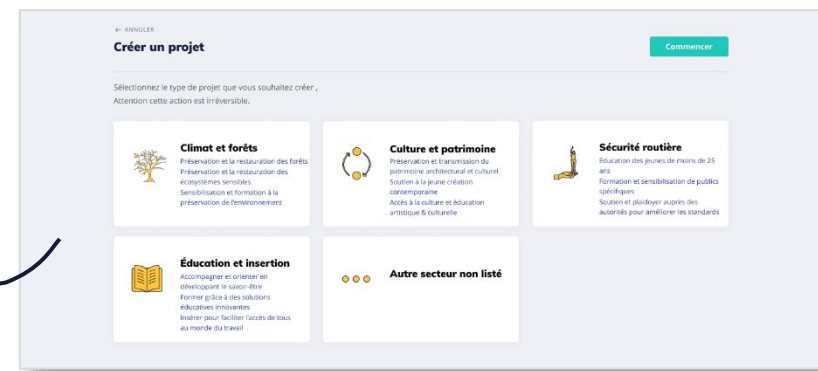 ← ANNULER
Créer un projet
Commencer
Sélectionnez le type de projet que vous souhaitez créer ,
Attention cette action est irréversible.
Climat et forêts
Préservation et la restauration des forêts
Préservation et la restauration des
écosystèmes sensibles
Sensibilisation et formation à la
préservation de l'environnement
Culture et patrimoine
Préservation et transmission du
patrimoine architectural et culturel
Soutien à la jeune création
contemporaine
Accès à la culture et éducation
artistique & culturelle
Sécurité routière
Education des jeunes de moins de 25
ans
Formation et sensibilisation de publics
spécifiques
Soutien et plaidoyer auprès des
autorités pour améliorer les standards
Éducation et insertion
Accompagner et orienter en
développant le savoir-être
Former grâce à des solutions
éducatives innovantes
Insérer pour faciliter l'accès de tous
au monde du travail
Autre secteur non listé